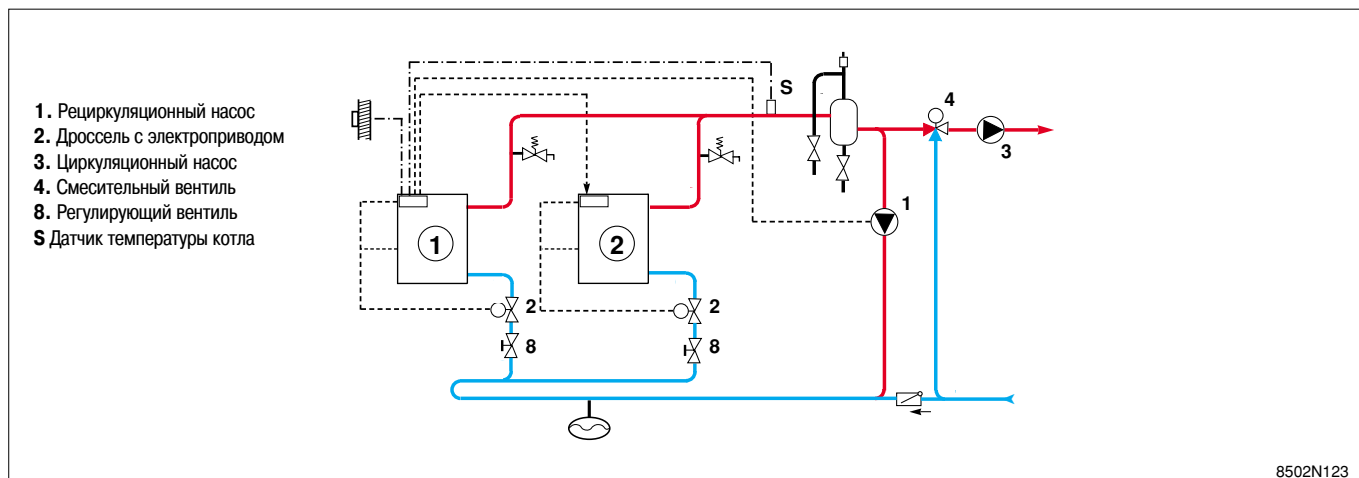 1. Рециркуляционный насос
2. Дроссель с электроприводом
3. Циркуляционный насос
4. Смесительный вентиль
8. Регулирующий вентиль
S Датчик температуры котла
S
4
3
1
1
2
2
2
8
8
8502N123